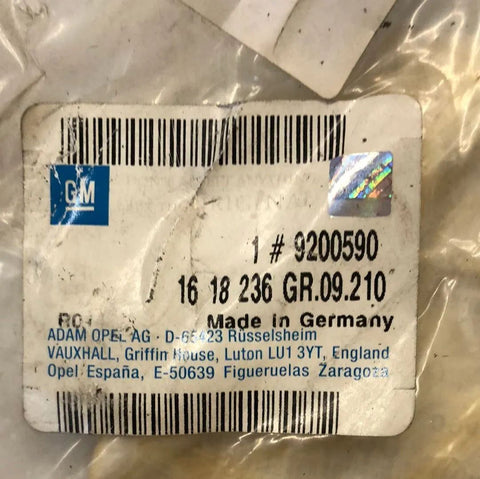 GM
1 # 9200590
16 18 236 GR.09.210
Made in Germany
ADAM OPEL AG · D-65423 Rüsselsheim
VAUXHALL, Griffin House, Luton LU1 3YT, England
Opel España, E-50639 Figueruelas Zaragoza